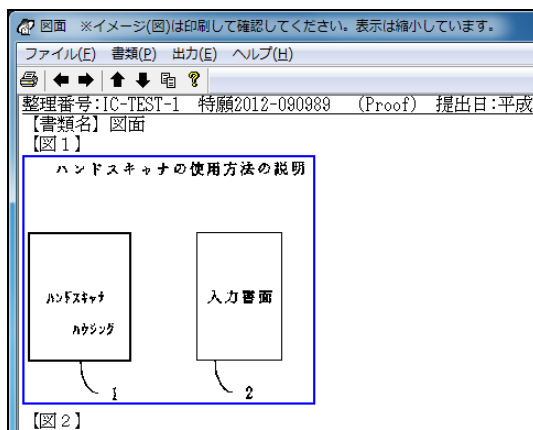 図面 ※イメージ(図)は印刷して確認してください。表示は縮小しています。
ファイル(F) 書類(P) 出力(E) ヘルプ(H)
整理番号:IC-TEST-1 特願2012-090989 (Proof) 提出日:平成
【書類名】図面
【図1】
ハンドスキャナの使用方法の説明
ハンドスキャナ
ハウジング
入力書面
1
2
【図2】